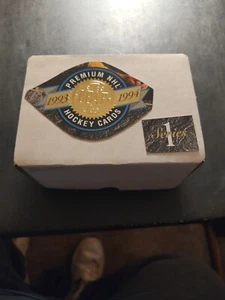 PREMIUM NHL
1993
1994
HOCKEY CARDS
Series
1